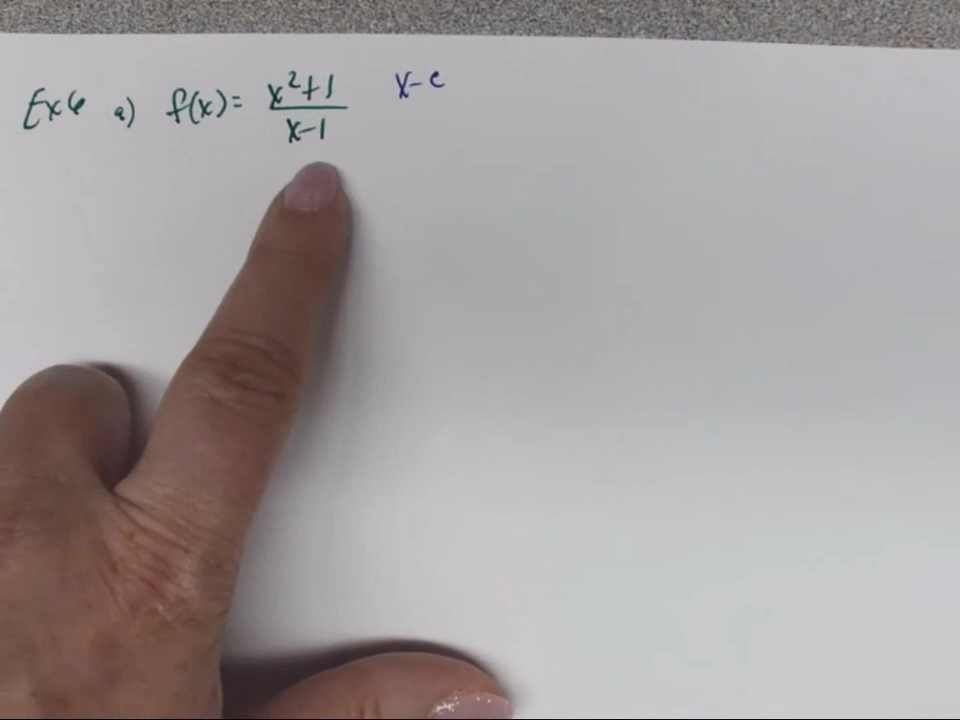 Ex 6 a) f(x) = x²+1 / x-1 x-c